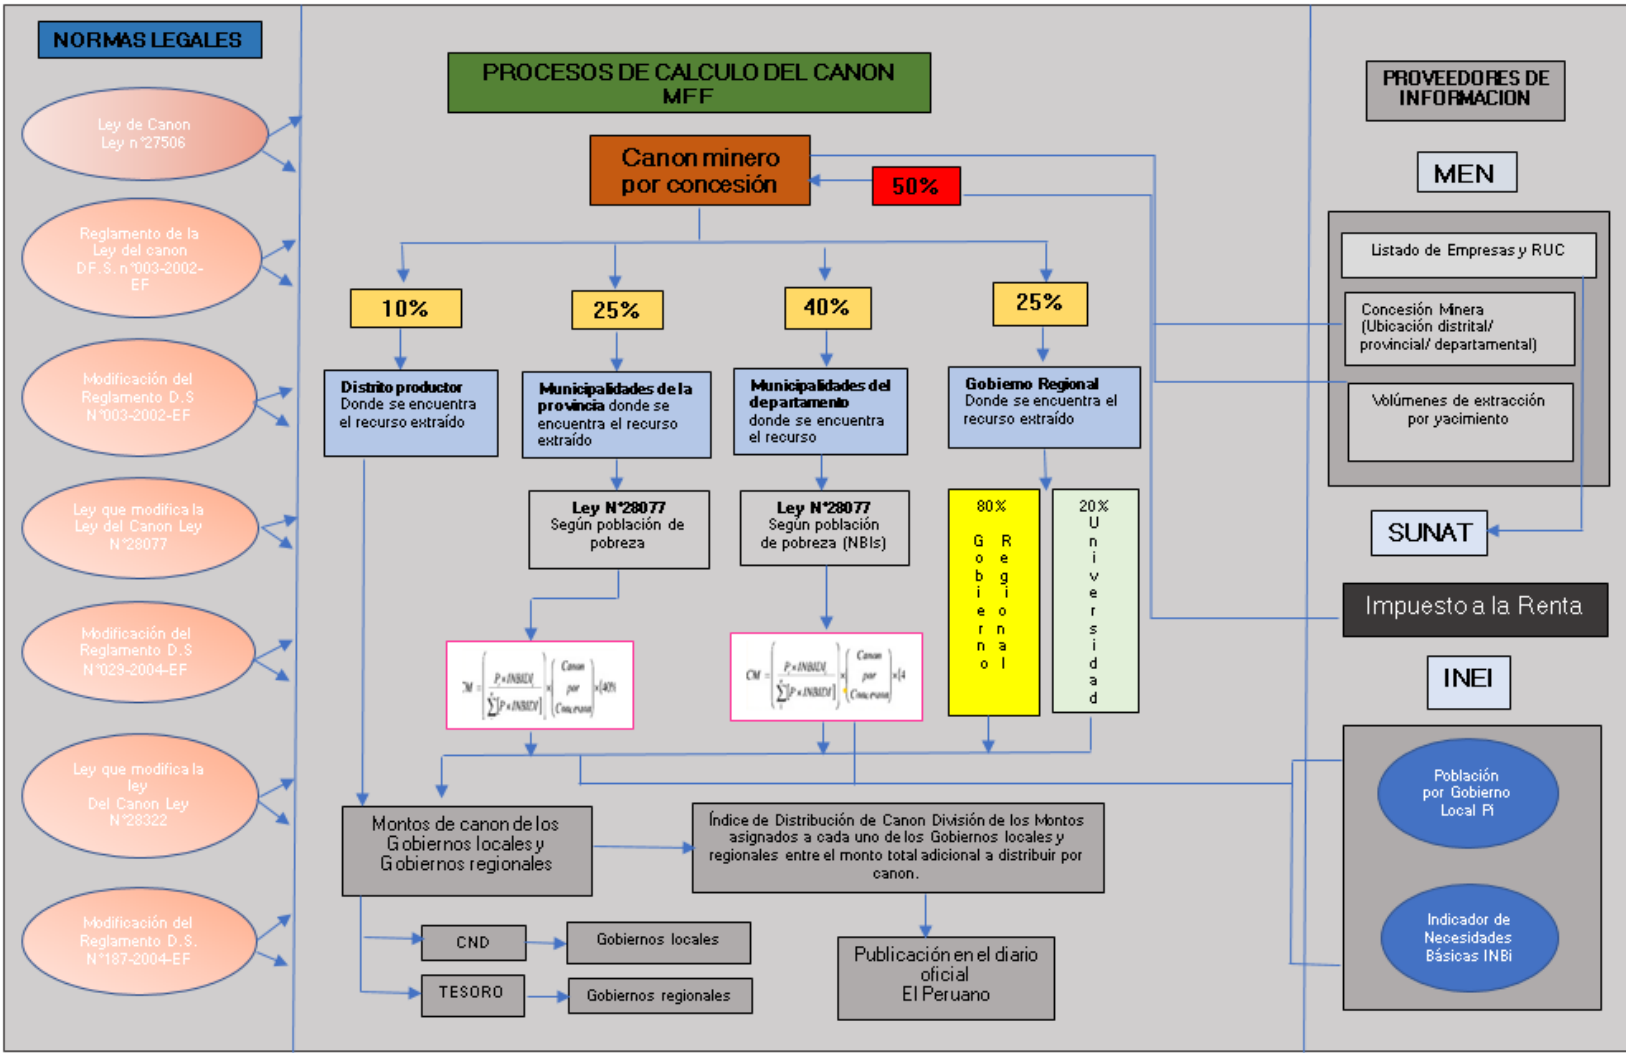 NORMAS LEGALES
Ley de Canon
Ley n°27506
Reglamento de la
Ley del canon
DF.S. n°003-2002-
EF
Modificación del
Reglamento D.S
N°003-2002-EF
Ley que modifica la
Ley del Canon Ley
N°28077
Modificación del
Reglamento D.S
N°029-2004-EF
Ley que modifica la
ley
Del Canon Ley
N°28322
Modificación del
Reglamento D.S.
N°187-2004-EF
PROCESOS DE CALCULO DEL CANON
MFF
Canon minero
por concesión
50%
10%
25%
40%
25%
Distrito productor
Donde se encuentra
el recurso extraído
Municipalidades de la
provincia donde se
encuentra el recurso
extraído
Municipalidades del
departamento
donde se encuentra
el recurso
Gobierno Regional
Donde se encuentra el
recurso extraído
Ley N°28077
Según población de
pobreza
Ley N°28077
Según población
de pobreza (NBIs)
80%
Gobierno
Regional
20%
Universidad
Canon
por
CM =
Canon
por
Montos de canon de los
Gobiernos locales y
Gobiernos regionales
Índice de Distribución de Canon División de los Montos
asignados a cada uno de los Gobiernos locales y
regionales entre el monto total adicional a distribuir por
canon.
CND
Gobiernos locales
TESORO
Gobiernos regionales
Publicación en el diario
oficial
El Peruano
PROVEEDORES DE
INFORMACION
MEN
Listado de Empresas y RUC
Concesión Minera
(Ubicación distrital/
provincial/ departamental)
Volúmenes de extracción
por yacimiento
SUNAT
Impuesto a la Renta
INEI
Población
por Gobierno
Local Pi
Indicador de
Necesidades
Básicas INBi